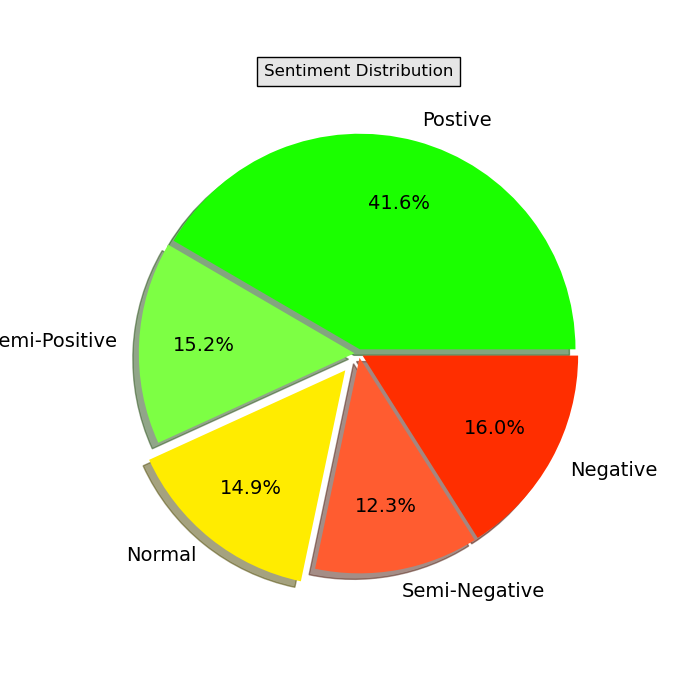 Sentiment Distribution
Postive
41.6%
emi-Positive
15.2%
16.0%
Negative
14.9%
12.3%
Normal
Semi-Negative